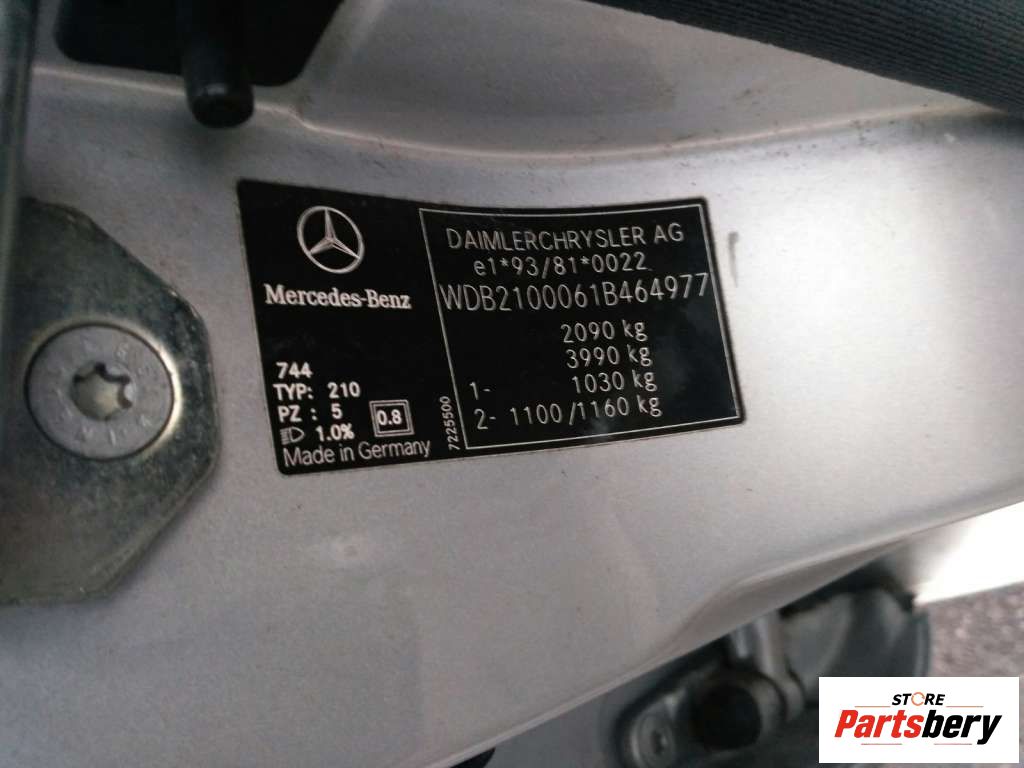 Mercedes-Benz
744
TYP: 210
PZ : 5
0.8
1.0%
Made in Germany
7225500
DAIMLERCHRYSLER AG
e1*93/81*0022
WDB2100061B464977
2090 kg
3990 kg
1- 1030 kg
2- 1100/1160 kg
STORE
Partsbery